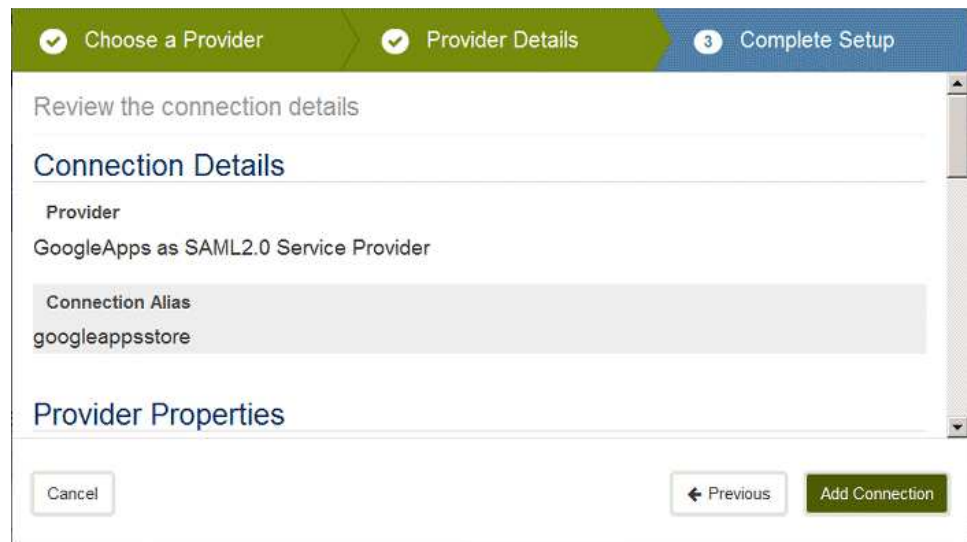 Choose a Provider
Provider Details
3 Complete Setup
Review the connection details
Connection Details
Provider
GoogleApps as SAML2.0 Service Provider
Connection Alias
googleappsstore
Provider Properties
Cancel
Previous
Add Connection